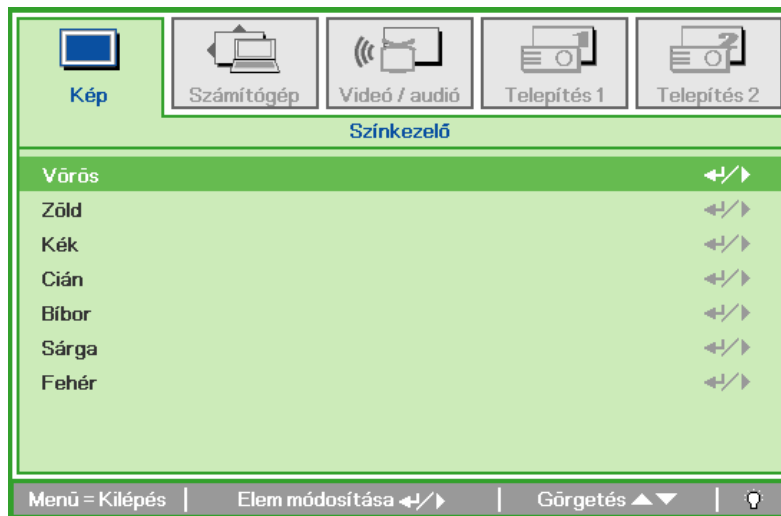 Kép
Számítógép
Videó / audió
Telepítés 1
Telepítés 2
Színkezelő
Vörös
Zöld
Kék
Cián
Bíbor
Sárga
Fehér
Menü = Kilépés
Elem módosítása
Görgetés